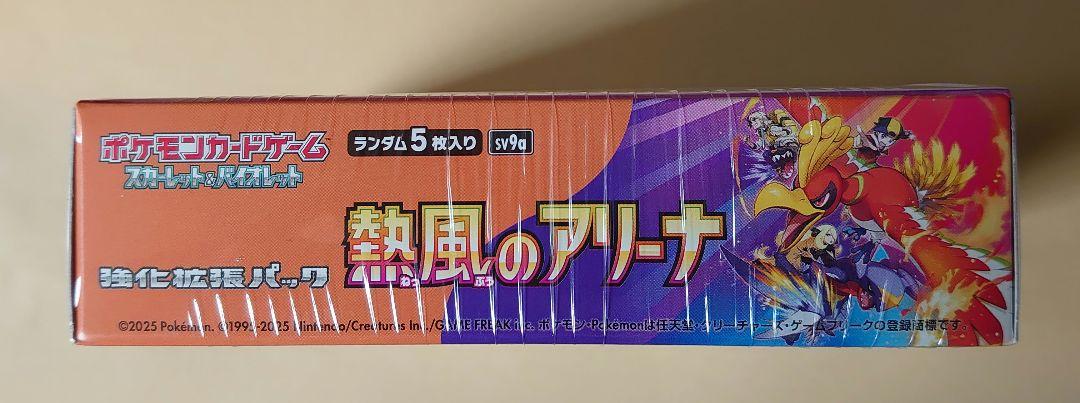 ポケモンカードゲーム
スカーレット&バイオレット
ランダム5枚入り
sv9a
強化拡張パック
熱風のアリーナ
ねっ ぷう
©2025 Pokémon. ©1995-2025 Nintendo/Creatures Inc./GAME FREAK inc. ポケモン・Pokémonは任天堂・クリーチャーズ・ゲームフリークの登録商標です。